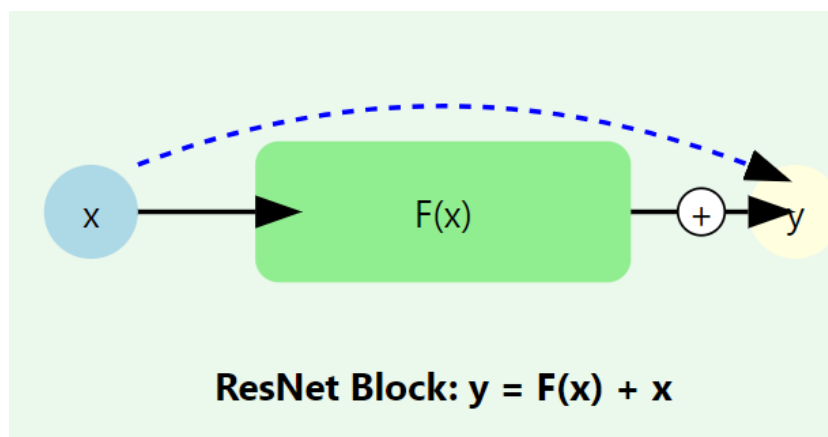 x
F(x)
+
y
ResNet Block: y = F(x) + x